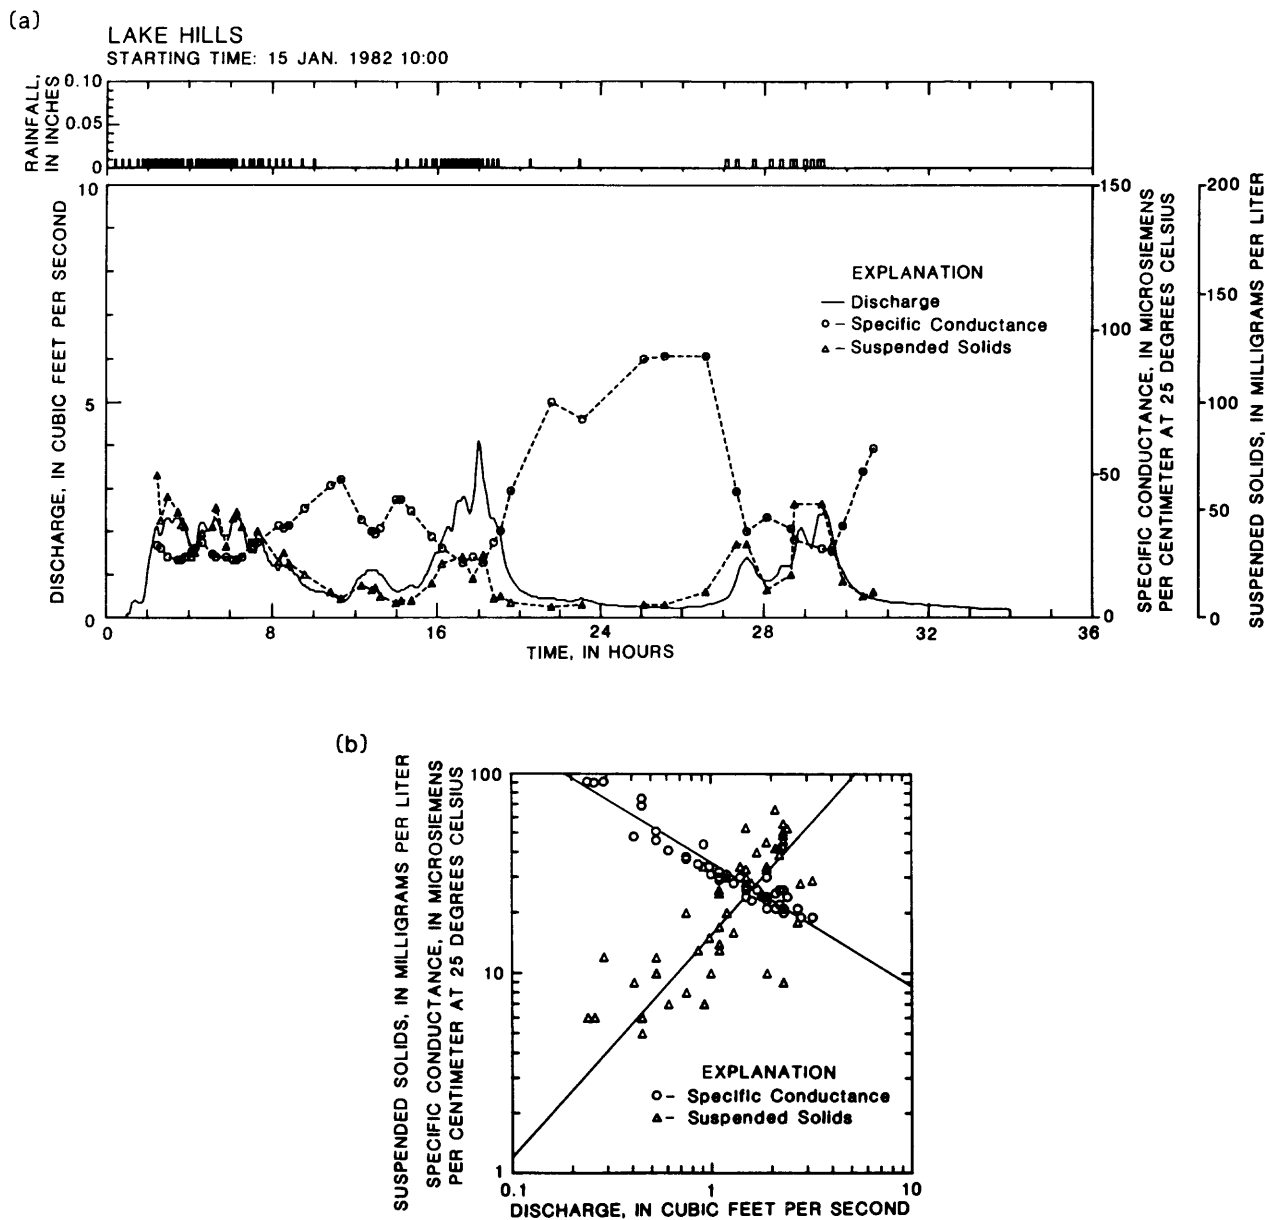 (a)
LAKE HILLS
STARTING TIME: 15 JAN. 1982 10:00
RAINFALL,
IN INCHES
0.10
0.05
0
DISCHARGE, IN CUBIC FEET PER SECOND
10
5
0
EXPLANATION
Discharge
Specific Conductance
Suspended Solids
150
100
50
0
SPECIFIC CONDUCTANCE, IN MICROSIEMENS
PER CENTIMETER AT 25 DEGREES CELSIUS
200
150
100
50
0
SUSPENDED SOLIDS, IN MILLIGRAMS PER LITER
0 8 16 24 28 32 36
TIME, IN HOURS
(b)
SUSPENDED SOLIDS, IN MILLIGRAMS PER LITER
SPECIFIC CONDUCTANCE, IN MICROSIEMENS
PER CENTIMETER AT 25 DEGREES CELSIUS
100
10
1
EXPLANATION
Specific Conductance
Suspended Solids
0.1 1 10
DISCHARGE, IN CUBIC FEET PER SECOND